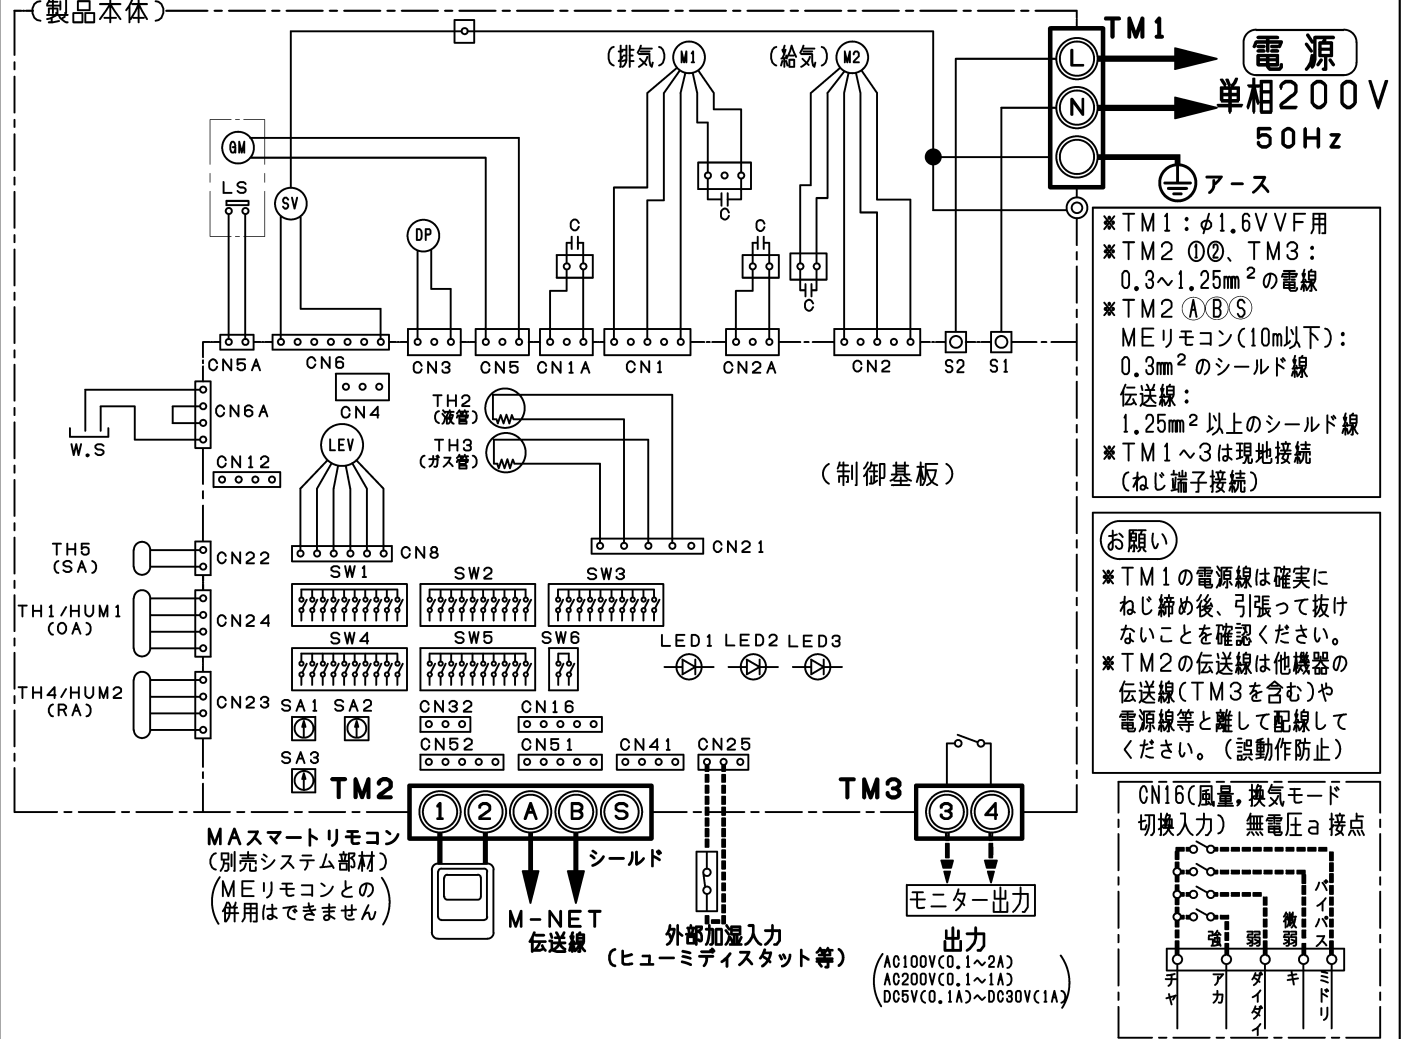 (製品本体)
TM1
L
N
電源
単相200V
50Hz
アース
(排気)
M1
(給気)
M2
GM
LS
SV
DP
C
C
C
C
CN5A
CN6
CN3
CN5
CN1A
CN1
CN2A
CN2
S2
S1
CN4
CN6A
W.S
CN12
LEV
TH2
(液管)
TH3
(ガス管)
(制御基板)
CN8
CN21
TH5
(SA)
CN22
TH1/HUM1
(OA)
CN24
TH4/HUM2
(RA)
CN23
SW1
SW2
SW3
SW4
SW5
SW6
LED1
LED2
LED3
SA1
SA2
SA3
CN32
CN16
CN52
CN51
CN41
CN25
TM2
1
2
A
B
S
TM3
3
4
MAスマートリモコン
(別売システム部材)
(MEリモコンとの
併用はできません)
シールド
M-NET
伝送線
外部加湿入力
(ヒューミディスタット等)
モニター出力
出力
(AC100V(0.1~2A)
AC200V(0.1~1A)
DC5V(0.1A)~DC30V(1A))
※TM1:φ1.6VVF用
※TM2 ①②、TM3:
0.3~1.25mm²の電線
※TM2 ⒶⒷⓈ
MEリモコン(10m以下):
0.3mm²のシールド線
伝送線:
1.25mm²以上のシールド線
※TM1~3は現地接続
(ねじ端子接続)
お願い
※TM1の電源線は確実に
ねじ締め後、引張って抜け
ないことを確認ください。
※TM2の伝送線は他機器の
伝送線(TM3を含む)や
電源線等と離して配線して
ください。(誤動作防止)
CN16(風量,換気モード
切換入力) 無電圧a接点
強
弱
微弱
バイパス
チャ
アカ
ダイダイ
キ
ミドリ